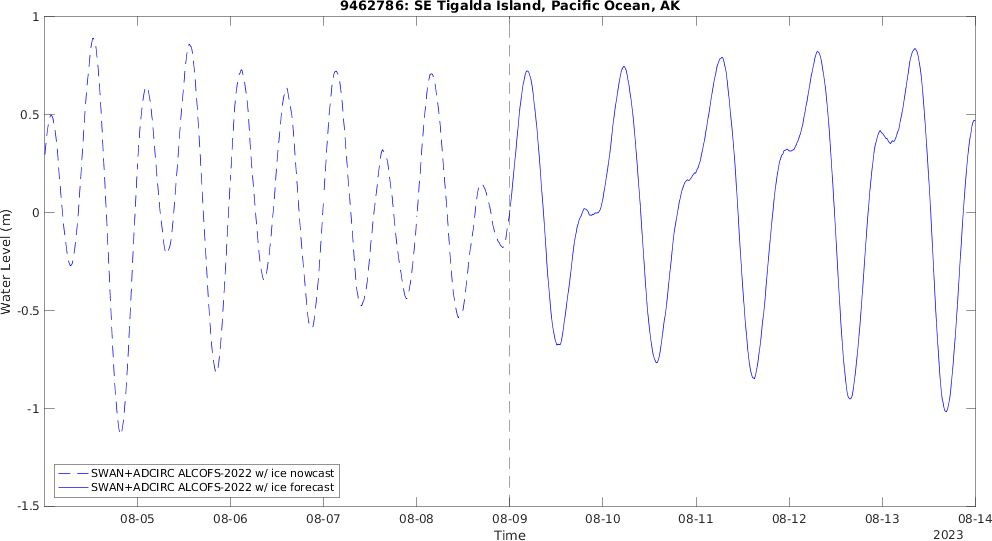 9462786: SE Tigalda Island, Pacific Ocean, AK
1
0.5
0
-0.5
-1
-1.5
Water Level (m)
SWAN+ADCIRC ALCOFS-2022 w/ ice nowcast
SWAN+ADCIRC ALCOFS-2022 w/ ice forecast
08-05 08-06 08-07 08-08 08-09 08-10 08-11 08-12 08-13 08-14
Time
2023